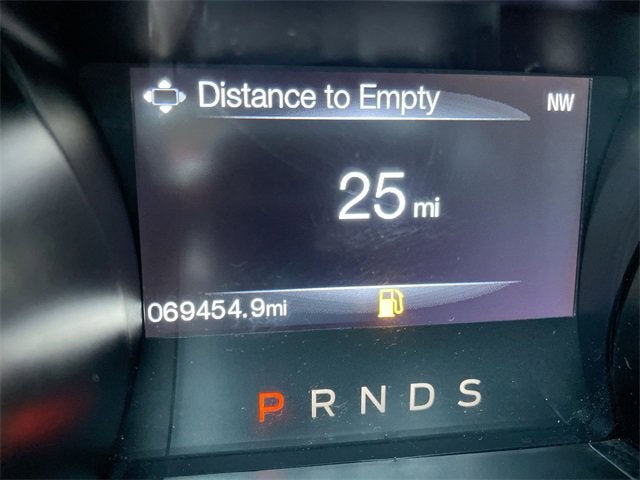 Distance to Empty NW
25 mi
069454.9mi
P R N D S